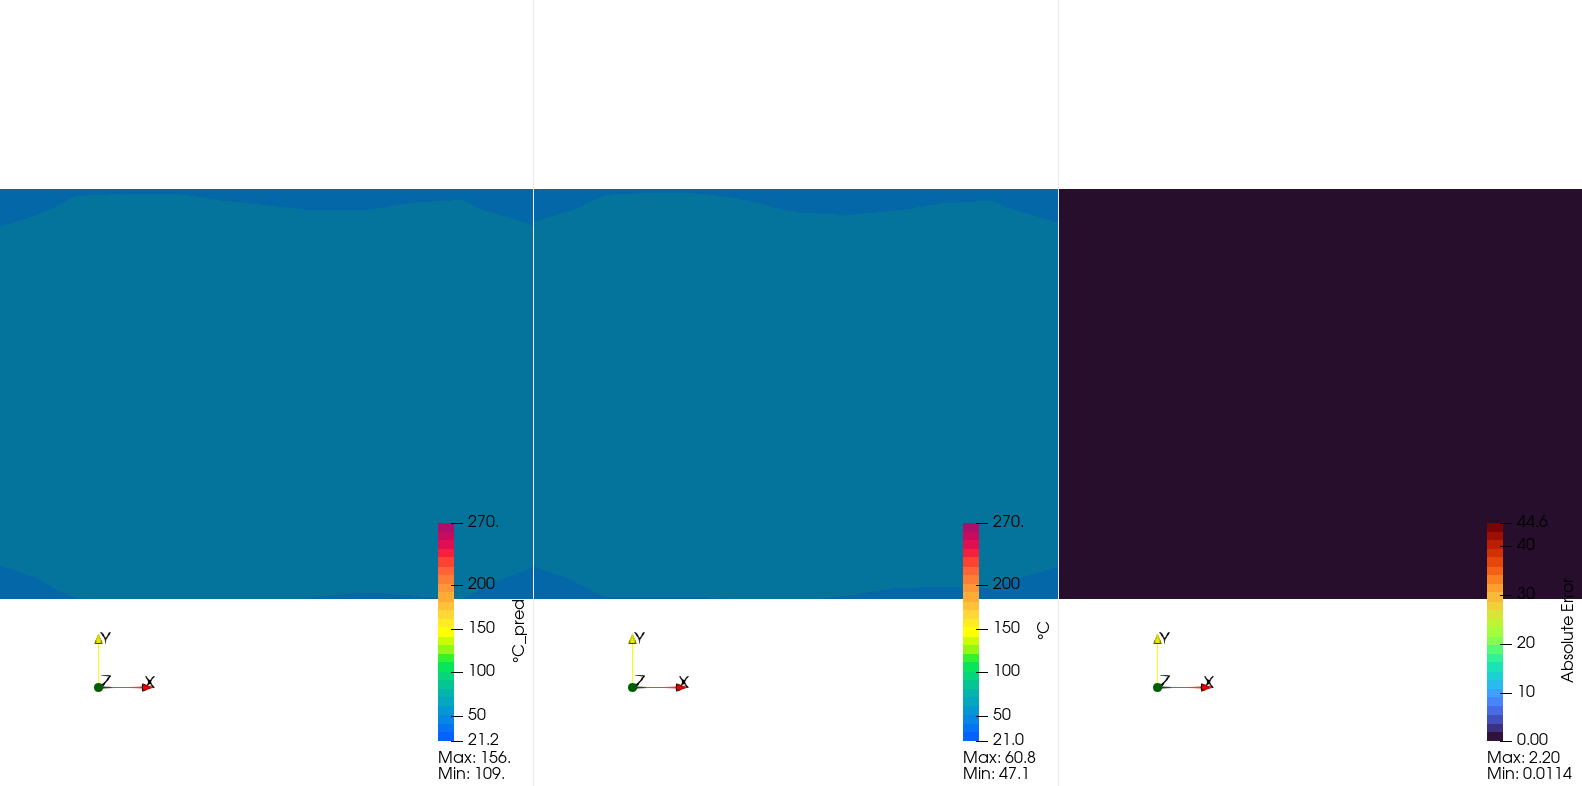 270.
200
150
100
50
21.2
°C_pred
Max: 156.
Min: 109.
Y
Z
X
270.
200
150
100
50
21.0
°C
Max: 60.8
Min: 47.1
Y
Z
X
44.6
40
30
20
10
0.00
Absolute Error
Max: 2.20
Min: 0.0114
Y
Z
X